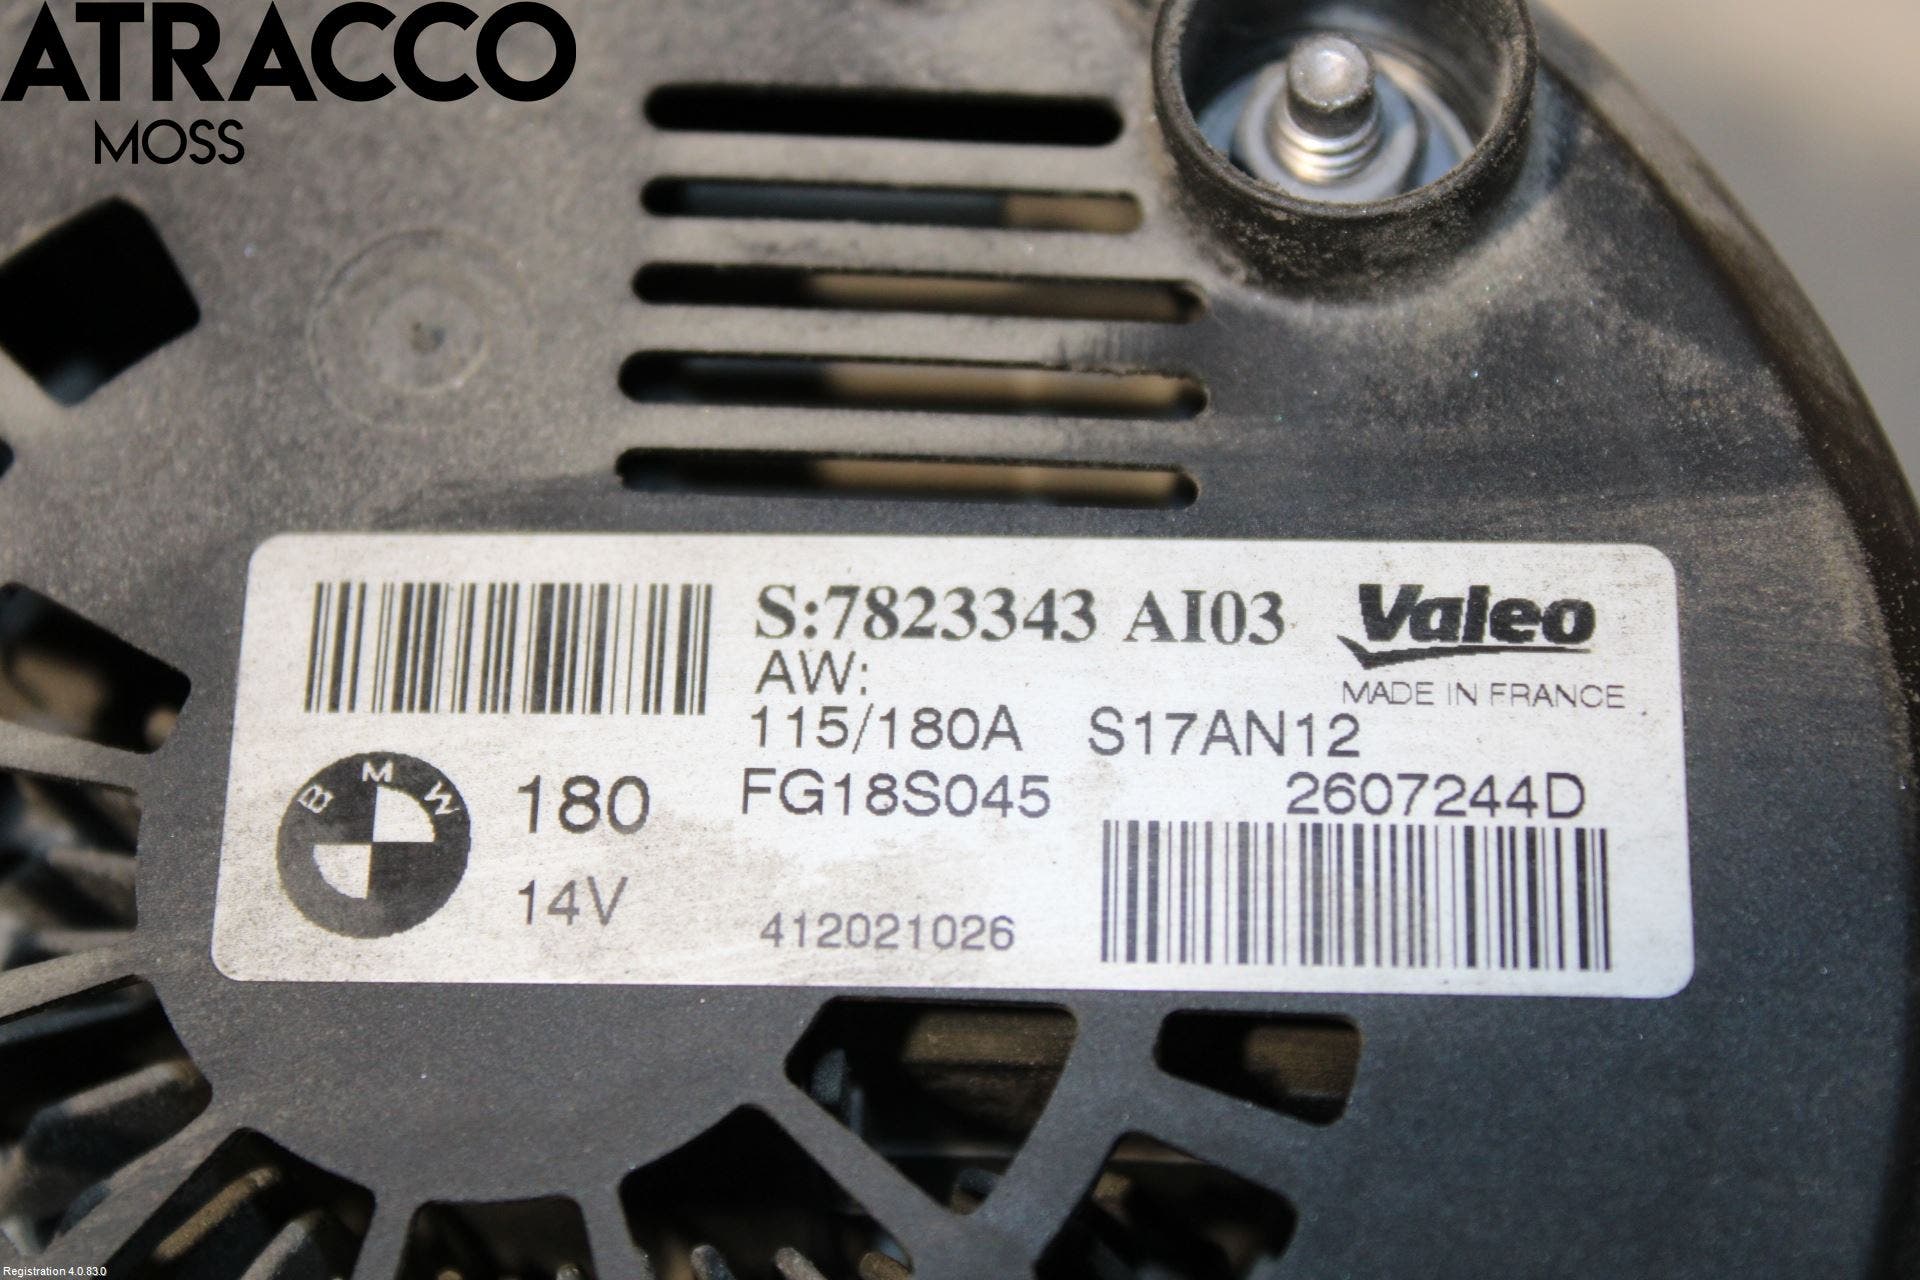 ATRACCO
MOSS
S:7823343 AI03
Valeo
AW:
MADE IN FRANCE
115/180A S17AN12
BMW
180
FG18S045
2607244D
14V
412021026
Registration 4.0.83.0